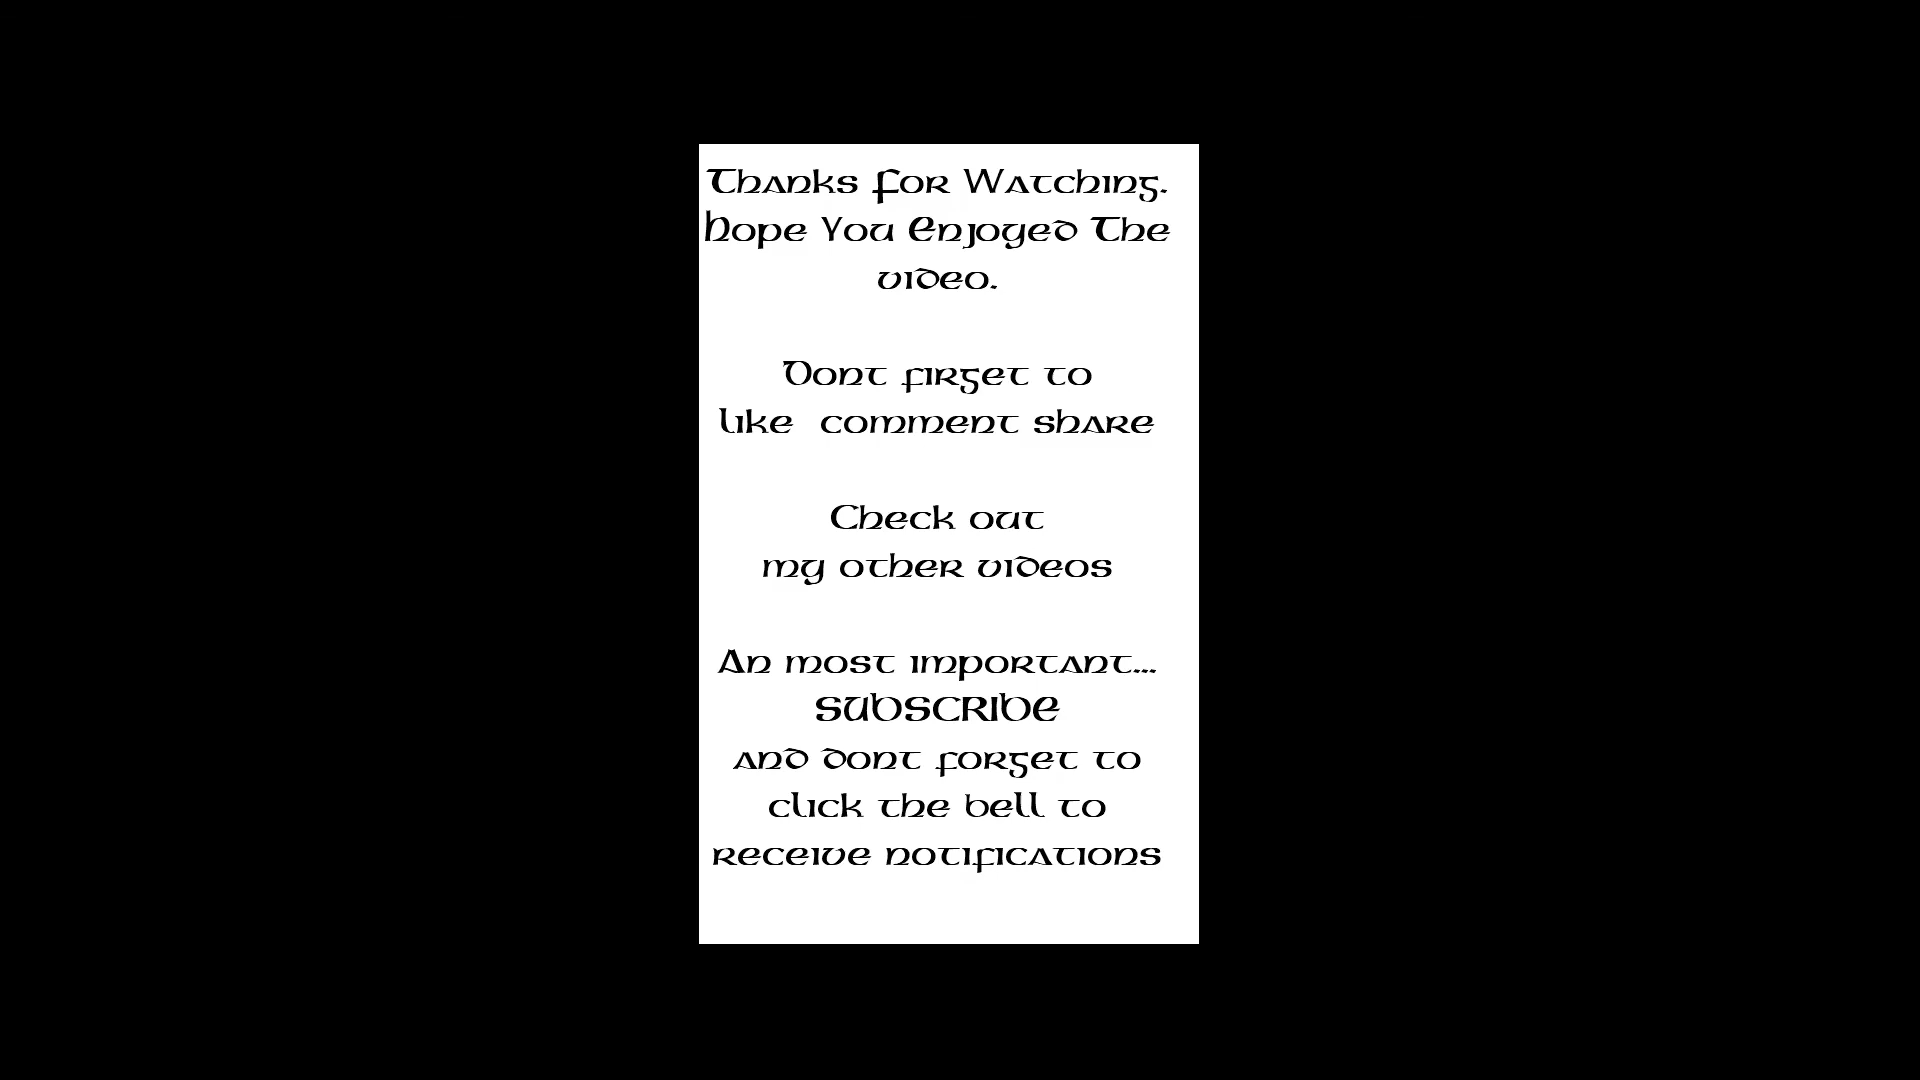 Thanks For Watching.
Hope You Enjoyed The
video.
Dont firget to
like comment share
Check out
my other videos
An most important...
SUBSCRIBE
and dont forget to
click the bell to
receive notifications